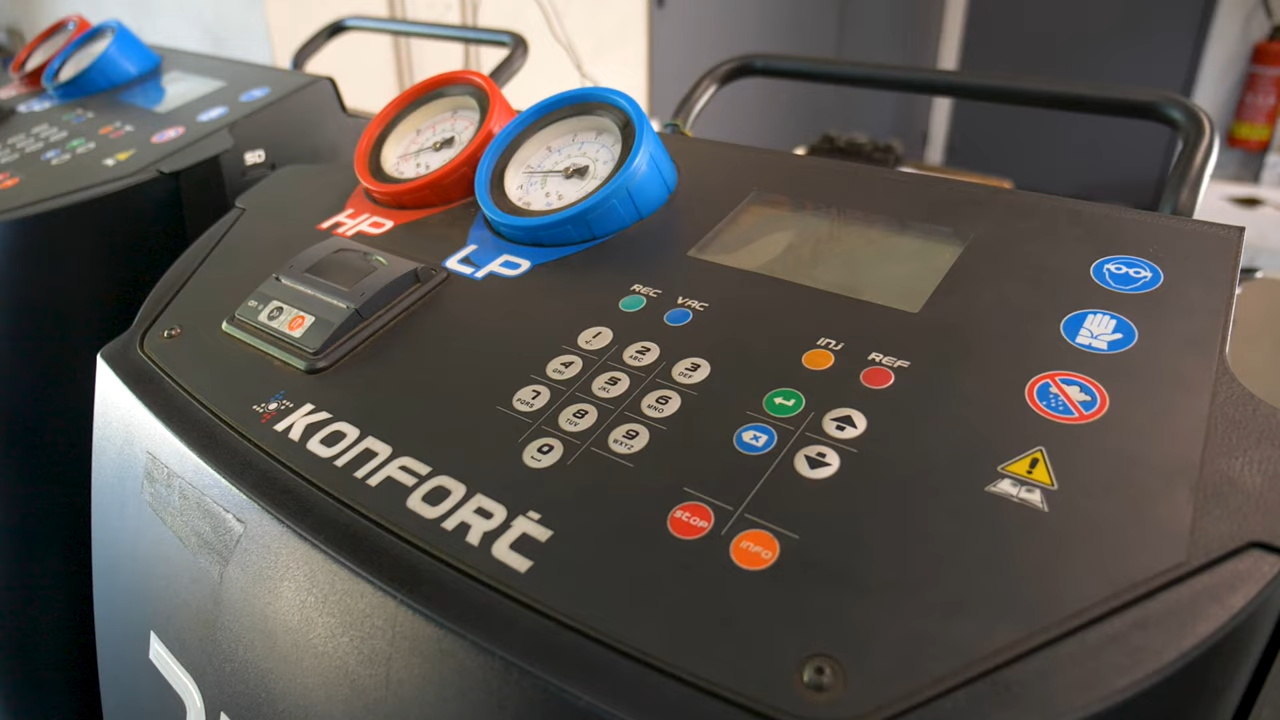 HP
LP
REC
VAC
1
2
ABC
3
DEF
4
GHI
5
JKL
6
MNO
7
PQRS
8
TUV
9
WXYZ
0
INJ
REF
STOP
INFO
KONFORT